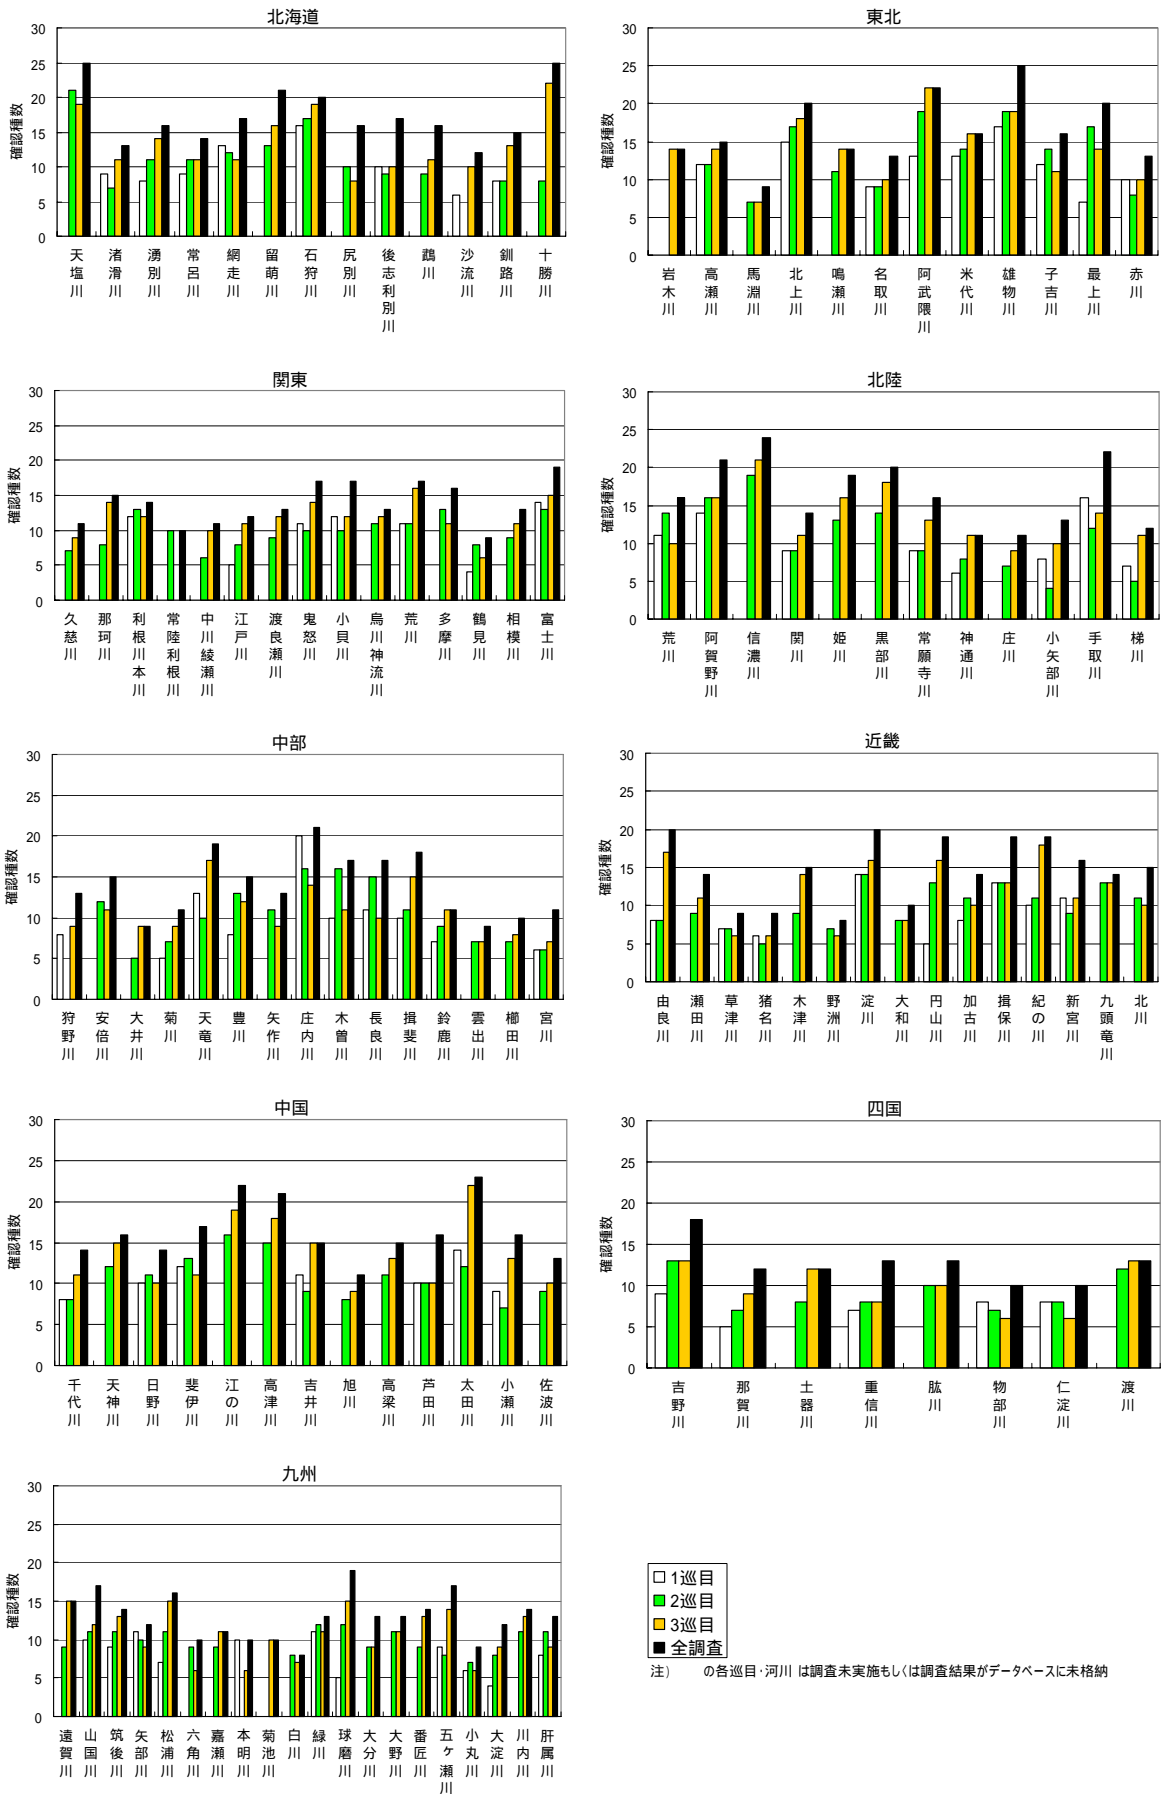 北海道
確認種数
30
25
20
15
10
5
0
天塩川
渚滑川
湧別川
常呂川
網走川
留萌川
石狩川
尻別川
後志利別川
鵡川
沙流川
釧路川
十勝川
東北
確認種数
30
25
20
15
10
5
0
岩木川
高瀬川
馬淵川
北上川
鳴瀬川
名取川
阿武隈川
米代川
雄物川
子吉川
最上川
赤川
関東
確認種数
30
25
20
15
10
5
0
久慈川
那珂川
利根川本川
常陸利根川
中川綾瀬川
江戸川
渡良瀬川
鬼怒川
小貝川
烏川神流川
荒川
多摩川
鶴見川
相模川
富士川
北陸
確認種数
30
25
20
15
10
5
0
荒川
阿賀野川
信濃川
関川
姫川
黒部川
常願寺川
神通川
庄川
小矢部川
手取川
梯川
中部
確認種数
30
25
20
15
10
5
0
狩野川
安倍川
大井川
菊川
天竜川
豊川
矢作川
庄内川
木曽川
長良川
揖斐川
鈴鹿川
雲出川
櫛田川
宮川
近畿
確認種数
30
25
20
15
10
5
0
由良川
瀬田川
草津川
猪名川
木津川
野洲川
淀川
大和川
円山川
加古川
揖保川
紀の川
新宮川
九頭竜川
北川
中国
確認種数
30
25
20
15
10
5
0
千代川
天神川
日野川
斐伊川
江の川
高津川
吉井川
旭川
高梁川
芦田川
太田川
小瀬川
佐波川
四国
確認種数
30
25
20
15
10
5
0
吉野川
那賀川
土器川
重信川
肱川
物部川
仁淀川
渡川
九州
確認種数
30
25
20
15
10
5
0
遠賀川
山国川
筑後川
矢部川
松浦川
六角川
嘉瀬川
本明川
菊池川
白川
緑川
球磨川
大分川
大野川
番匠川
五ヶ瀬川
小丸川
大淀川
川内川
肝属川
1巡目
2巡目
3巡目
全調査
注) の各巡目･河川 は調査未実施もしくは調査結果がデータベースに未格納